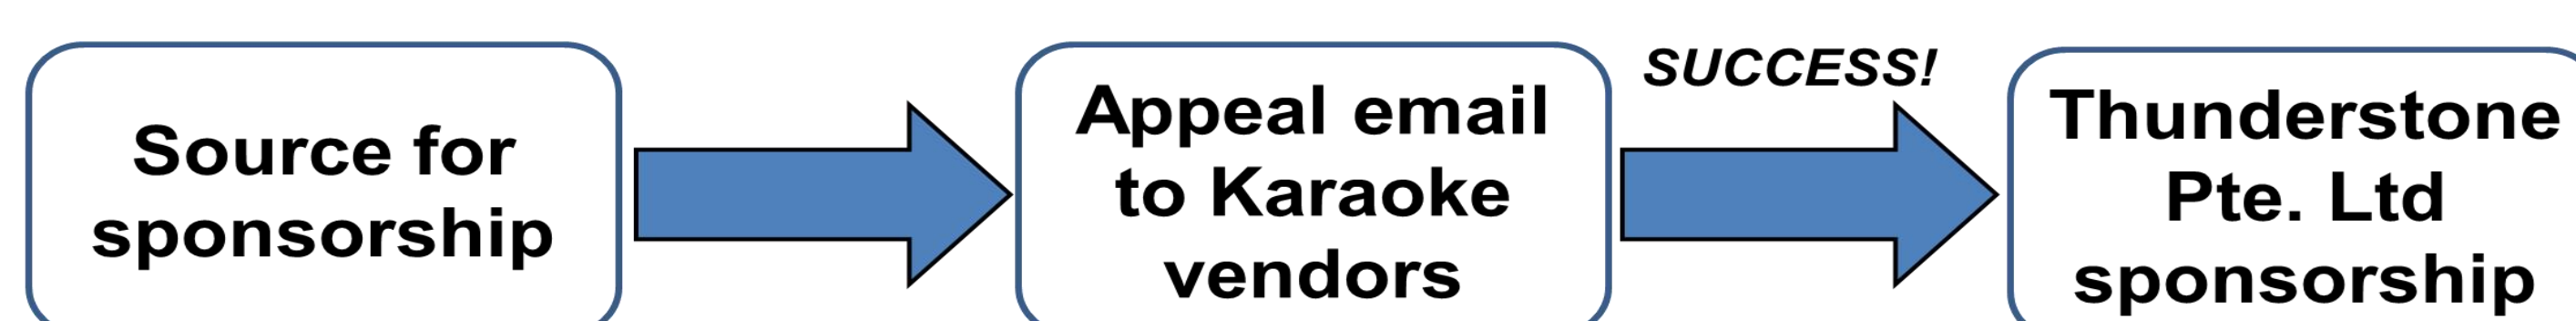 Source for
sponsorship
Appeal email
to Karaoke
vendors
SUCCESS!
Thunderstone
Pte. Ltd
sponsorship